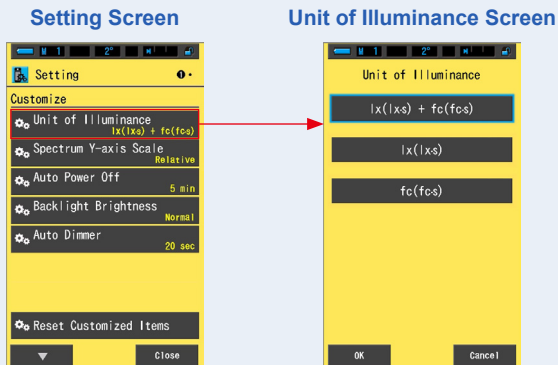 Setting Screen
Unit of Illuminance Screen
M 1
2°
Setting
Customize
Unit of Illuminance
lx(lx·s) + fc(fc·s)
Spectrum Y-axis Scale
Relative
Auto Power Off
5 min
Backlight Brightness
Normal
Auto Dimmer
20 sec
Reset Customized Items
Close
M 1
2°
Unit of Illuminance
lx(lx·s) + fc(fc·s)
lx(lx·s)
fc(fc·s)
OK
Cancel